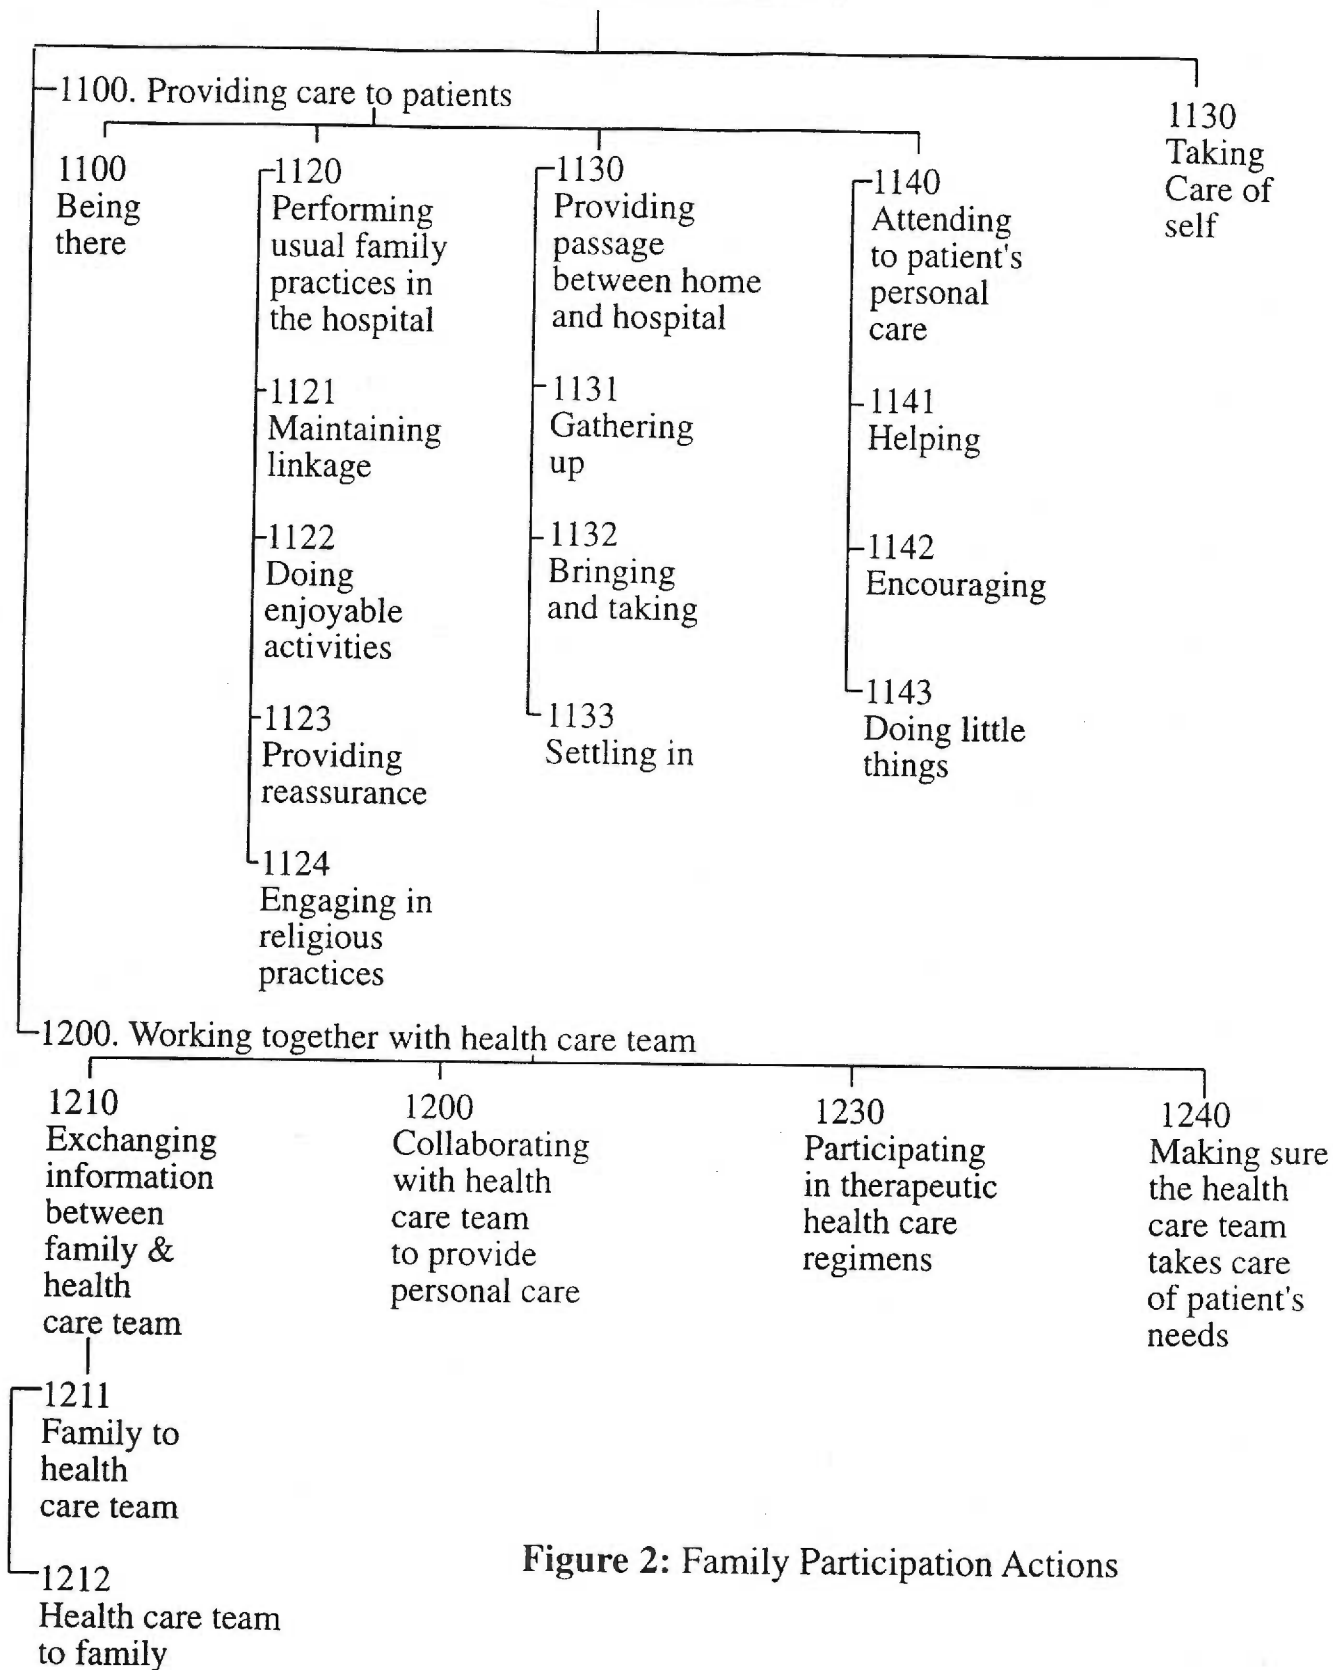 1100. Providing care to patients
1130
Taking
Care of
self
1100
Being
there
1120
Performing
usual family
practices in
the hospital
1121
Maintaining
linkage
1122
Doing
enjoyable
activities
1123
Providing
reassurance
1124
Engaging in
religious
practices
1130
Providing
passage
between home
and hospital
1131
Gathering
up
1132
Bringing
and taking
1133
Settling in
1140
Attending
to patient's
personal
care
1141
Helping
1142
Encouraging
1143
Doing little
things
1200. Working together with health care team
1210
Exchanging
information
between
family &
health
care team
1211
Family to
health
care team
1212
Health care team
to family
1200
Collaborating
with health
care team
to provide
personal care
1230
Participating
in therapeutic
health care
regimens
1240
Making sure
the health
care team
takes care
of patient's
needs
Figure 2: Family Participation Actions